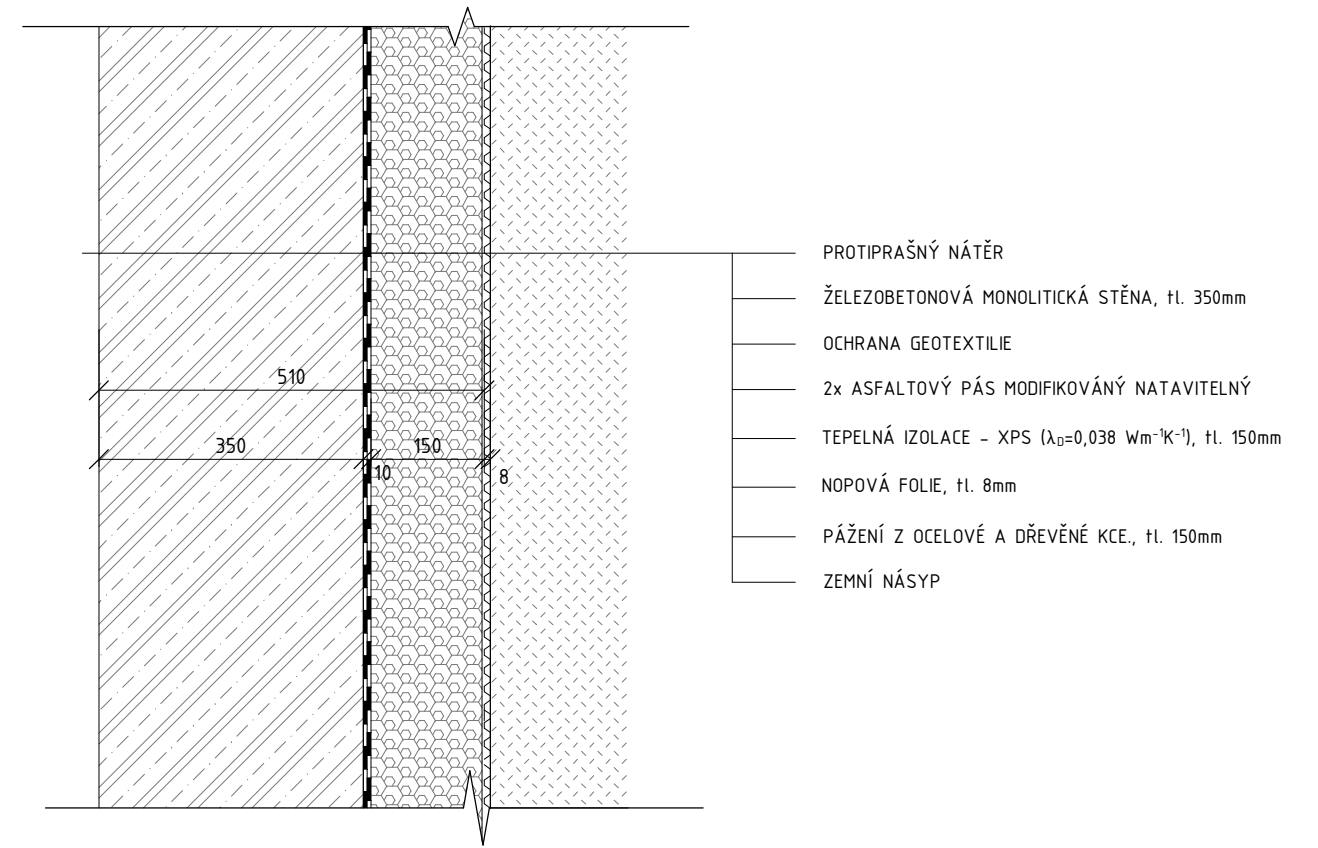 PROTIPRAŠNÝ NÁTĚR
ŽELEZOBETONOVÁ MONOLITICKÁ STĚNA, tl. 350mm
OCHRANA GEOTEXTILIE
510
2x ASFALTOVÝ PÁS MODIFIKOVÁNÝ NATAVITELNÝ
350
150
TEPELNÁ IZOLACE - XPS (λD=0,038 Wm⁻¹K⁻¹), tl. 150mm
10
8
NOPOVÁ FOLIE, tl. 8mm
PÁŽENÍ Z OCELOVÉ A DŘEVĚNÉ KCE., tl. 150mm
ZEMNÍ NÁSYP